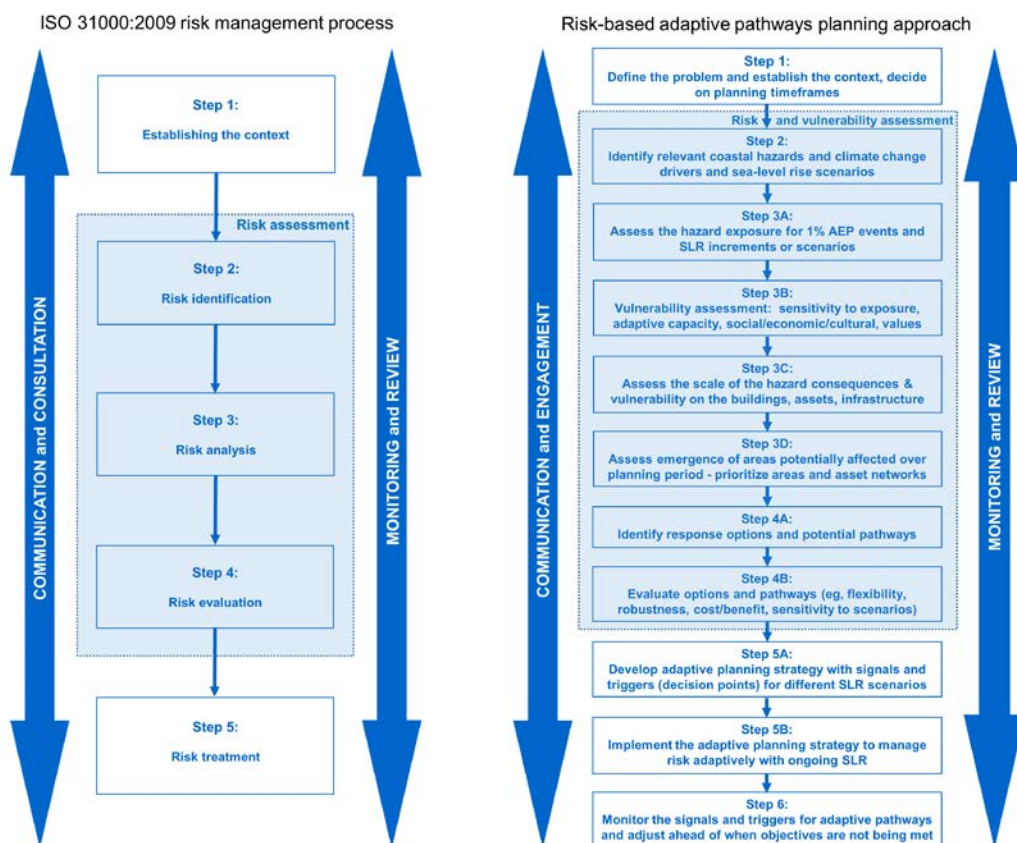 ISO 31000:2009 risk management process
COMMUNICATION and CONSULTATION
Step 1:
Establishing the context
Risk assessment
Step 2:
Risk identification
Step 3:
Risk analysis
Step 4:
Risk evaluation
Step 5:
Risk treatment
MONITORING and REVIEW
Risk-based adaptive pathways planning approach
COMMUNICATION and ENGAGEMENT
Step 1:
Define the problem and establish the context, decide
on planning timeframes
Risk and vulnerability assessment
Step 2:
Identify relevant coastal hazards and climate change
drivers and sea-level rise scenarios
Step 3A:
Assess the hazard exposure for 1% AEP events and
SLR increments or scenarios
Step 3B:
Vulnerability assessment: sensitivity to exposure,
adaptive capacity, social/economic/cultural, values
Step 3C:
Assess the scale of the hazard consequences &
vulnerability on the buildings, assets, infrastructure
Step 3D:
Assess emergence of areas potentially affected over
planning period - prioritize areas and asset networks
Step 4A:
Identify response options and potential pathways
Step 4B:
Evaluate options and pathways (eg, flexibility,
robustness, cost/benefit, sensitivity to scenarios)
Step 5A:
Develop adaptive planning strategy with signals and
triggers (decision points) for different SLR scenarios
Step 5B:
Implement the adaptive planning strategy to manage
risk adaptively with ongoing SLR
Step 6:
Monitor the signals and triggers for adaptive pathways
and adjust ahead of when objectives are not being met
MONITORING and REVIEW